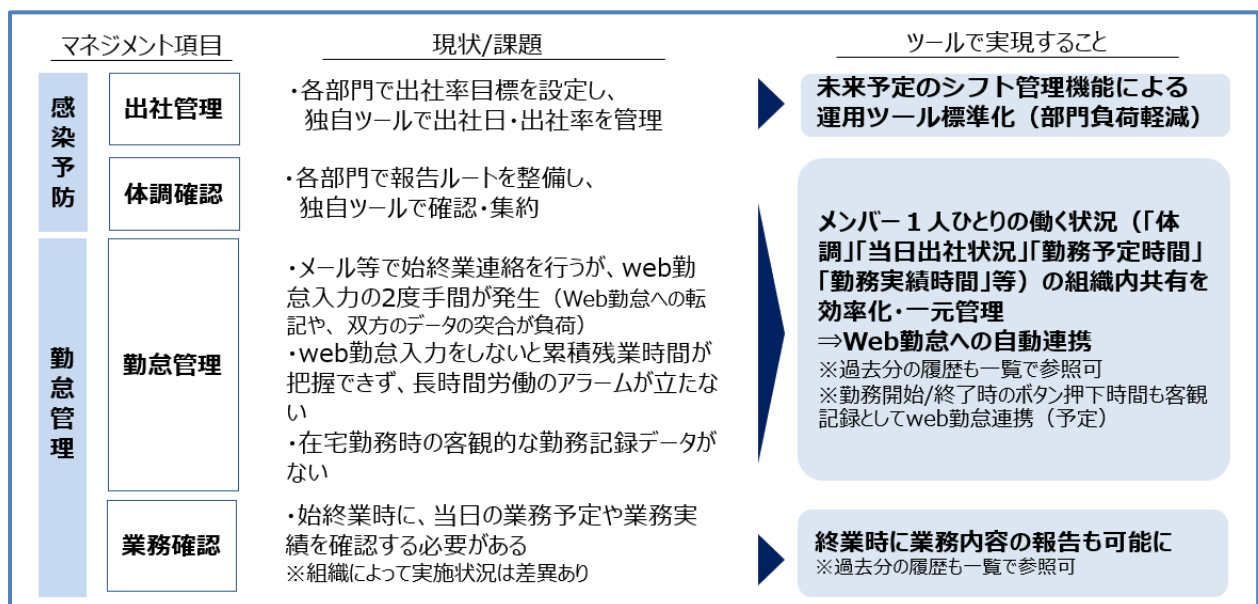 マネジメント項目
現状/課題
ツールで実現すること
感染予防
出社管理
・各部門で出社率目標を設定し、
独自ツールで出社日・出社率を管理
未来予定のシフト管理機能による
運用ツール標準化（部門負荷軽減）
体調確認
・各部門で報告ルートを整備し、
独自ツールで確認・集約
メンバー１人ひとりの働く状況（「体
調」「当日出社状況」「勤務予定時間」
「勤務実績時間」等）の組織内共有を
効率化・一元管理
⇒Web勤怠への自動連携
※過去分の履歴も一覧で参照可
※勤務開始/終了時のボタン押下時間も客観
記録としてweb勤怠連携（予定）
勤怠管理
勤怠管理
・メール等で始終業連絡を行うが、web勤
怠入力の2度手間が発生（Web勤怠への転
記や、双方のデータの突合が負荷）
・web勤怠入力をしないと累積残業時間が
把握できず、長時間労働のアラームが立たな
い
・在宅勤務時の客観的な勤務記録データが
ない
業務確認
・始終業時に、当日の業務予定や業務実
績を確認する必要がある
※組織によって実施状況は差異あり
終業時に業務内容の報告も可能に
※過去分の履歴も一覧で参照可